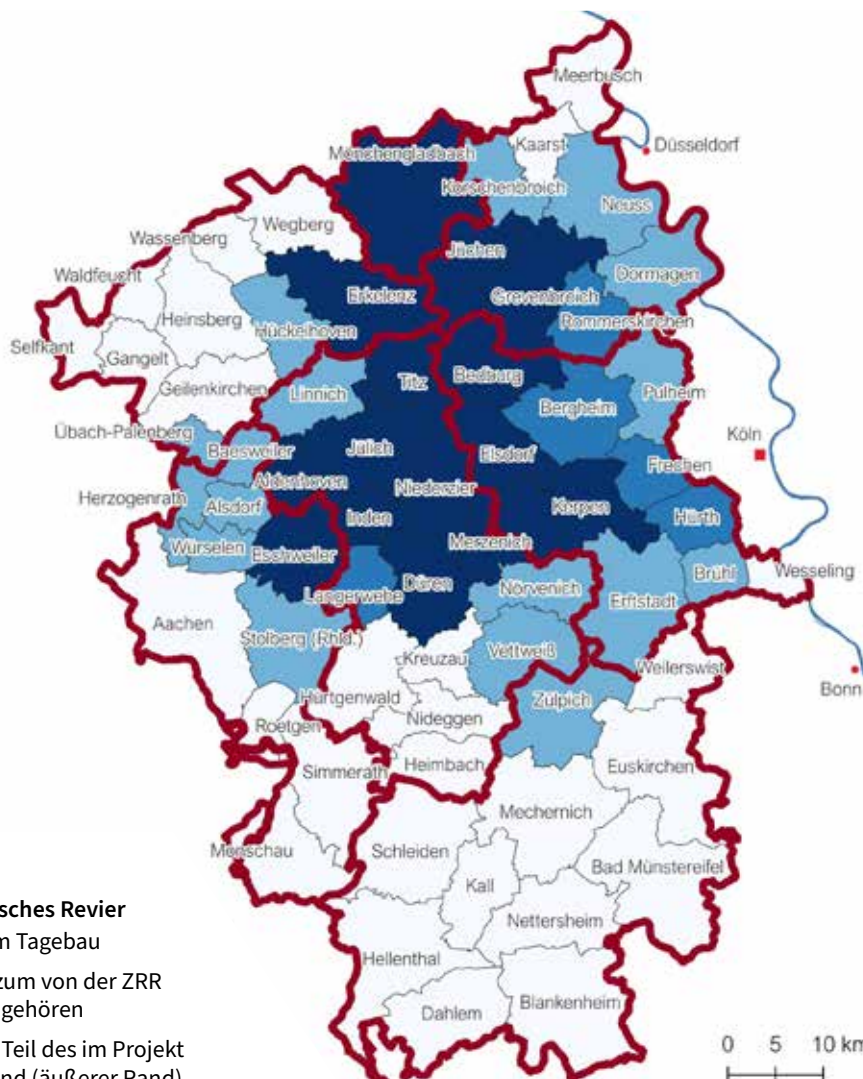 Meerbusch
Kaarst
Düsseldorf
Mönchengladbach
Korschenbroich
Neuss
Wegberg
Wassenberg
Jüchen
Dormagen
Waldfeucht
Erkelenz
Grevenbroich
Heinsberg
Hückelhoven
Rommerskirchen
Selfkant
Gangelt
Geilenkirchen
Linnich
Titz
Bedburg
Pulheim
Bergheim
Übach-Palenberg
Baesweiler
Jülich
Elsdorf
Köln
Frechen
Aldenhoven
Niederzier
Herzogenrath
Alsdorf
Inden
Kerpen
Hürth
Würselen
Eschweiler
Merzenich
Langerwehe
Düren
Nörvenich
Brühl
Wesseling
Erftstadt
Aachen
Stolberg (Rhld.)
Vettweiß
Kreuzau
Weilerswist
Bonn
Hürtgenwald
Zülpich
Roetgen
Nideggen
Simmerath
Heimbach
Euskirchen
Mechernich
Monschau
Schleiden
Bad Münstereifel
Kall
Nettersheim
Hellenthal
Dahlem
Blankenheim
sches Revier
m Tagebau
zum von der ZRR
gehören
Teil des im Projekt
nd (äußerer Rand)
0 5 10 km